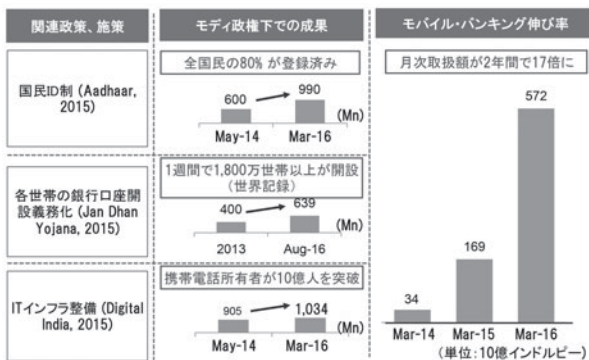 関連政策、施策
モディ政権下での成果
モバイル・バンキング伸び率
国民ID制 (Aadhaar,
2015)
全国民の80% が登録済み
600
990
(Mn)
May-14
Mar-16
各世帯の銀行口座開
設義務化 (Jan Dhan
Yojana, 2015)
1週間で1,800万世帯以上が開設
(世界記録)
400
639
(Mn)
2013
Aug-16
ITインフラ整備 (Digital
India, 2015)
携帯電話所有者が10億人を突破
905
1,034
(Mn)
May-14
Mar-16
月次取扱額が2年間で17倍に
572
169
34
Mar-14
Mar-15
Mar-16
(単位:10億インドルピー)